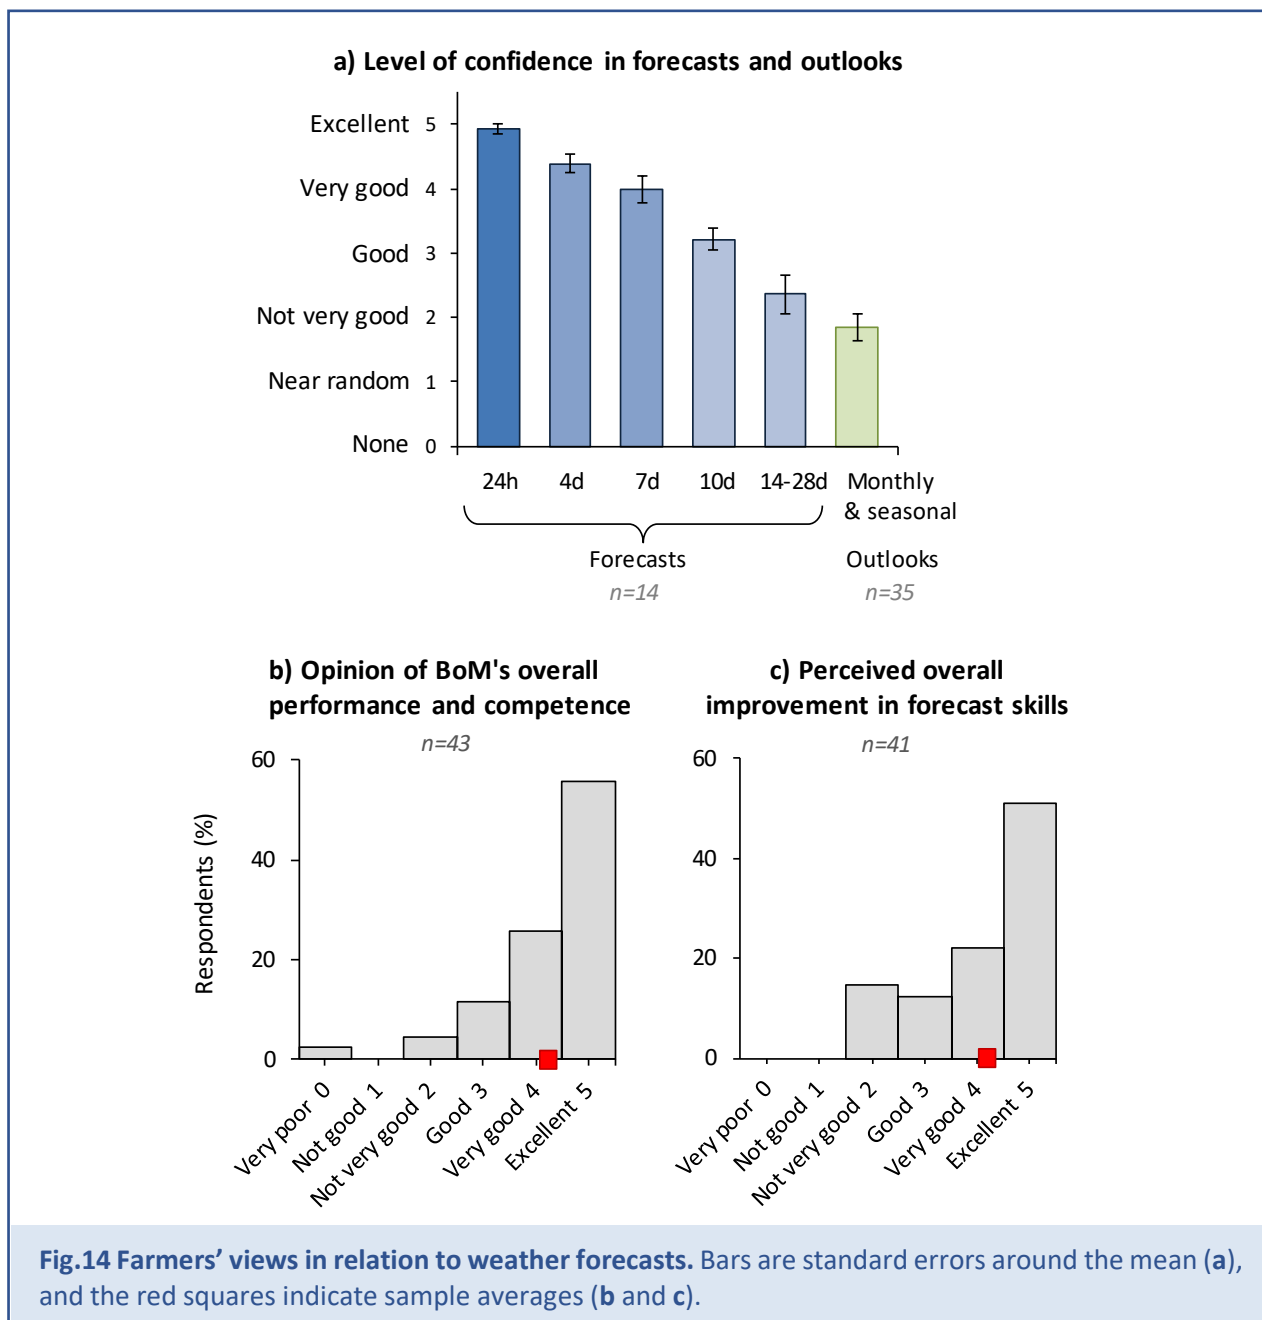 a) Level of confidence in forecasts and outlooks
Excellent 5
Very good 4
Good 3
Not very good 2
Near random 1
None 0
24h 4d 7d 10d 14-28d Monthly & seasonal
Forecasts Outlooks
n=14 n=35
b) Opinion of BoM's overall performance and competence
n=43
Respondents (%)
60
40
20
0
Very poor 0
Not good 1
Not very good 2
Good 3
Very good 4
Excellent 5
c) Perceived overall improvement in forecast skills
n=41
60
40
20
0
Very poor 0
Not good 1
Not very good 2
Good 3
Very good 4
Excellent 5
Fig.14 Farmers’ views in relation to weather forecasts. Bars are standard errors around the mean (a),
and the red squares indicate sample averages (b and c).